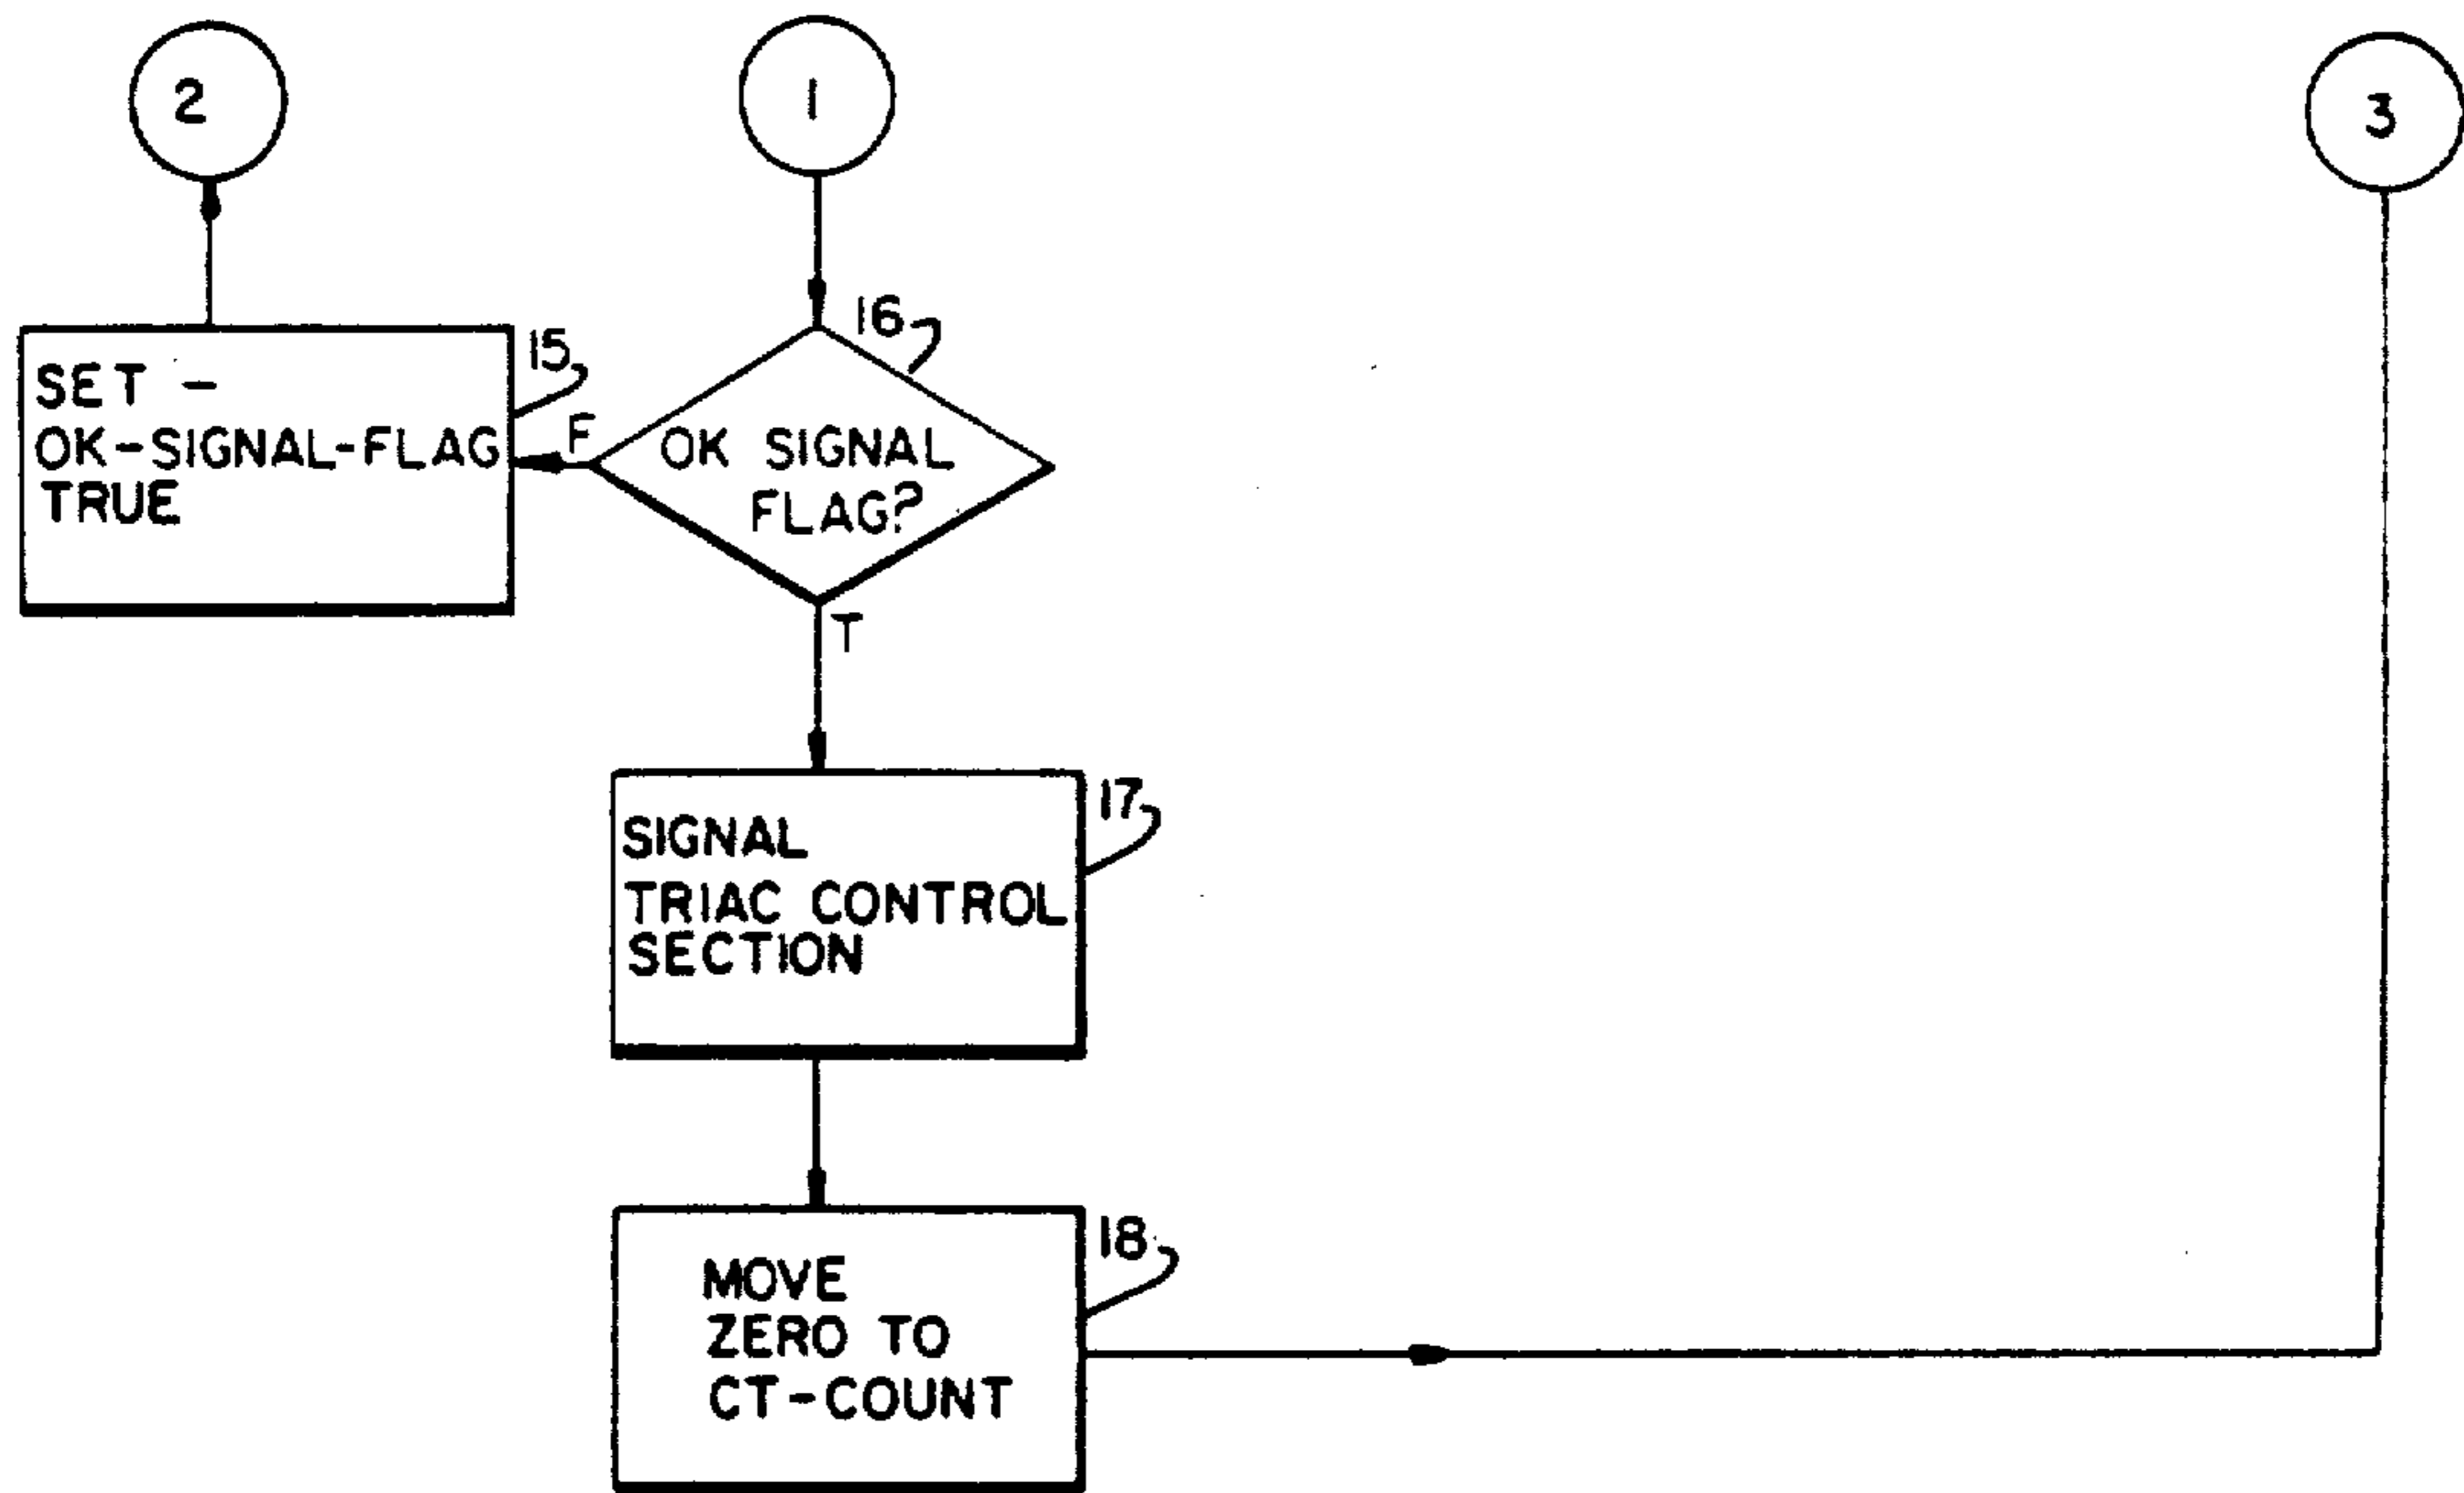 2
1
3
16
15
SET -
OK-SIGNAL-FLAG
TRUE
F
OK SIGNAL
FLAG?
T
17
SIGNAL
TRIAC CONTROL
SECTION
18
MOVE
ZERO TO
CT-COUNT